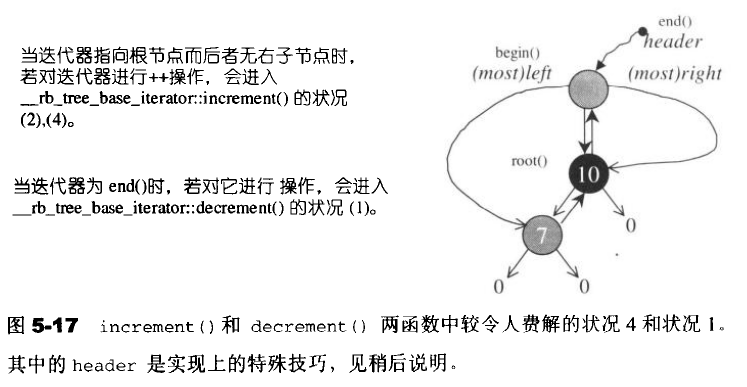 当迭代器指向根节点而后者无右子节点时，
若对迭代器进行++操作，会进入
__rb_tree_base_iterator::increment() 的状况
(2),(4)。
当迭代器为 end()时，若对它进行 操作，会进入
__rb_tree_base_iterator::decrement() 的状况 (1)。
end()
header
begin()
(most)left
(most)right
root()
10
7
0
0
0
图 5-17 increment()和 decrement() 两函数中较令人费解的状况 4 和状况 1。
其中的 header 是实现上的特殊技巧，见稍后说明。